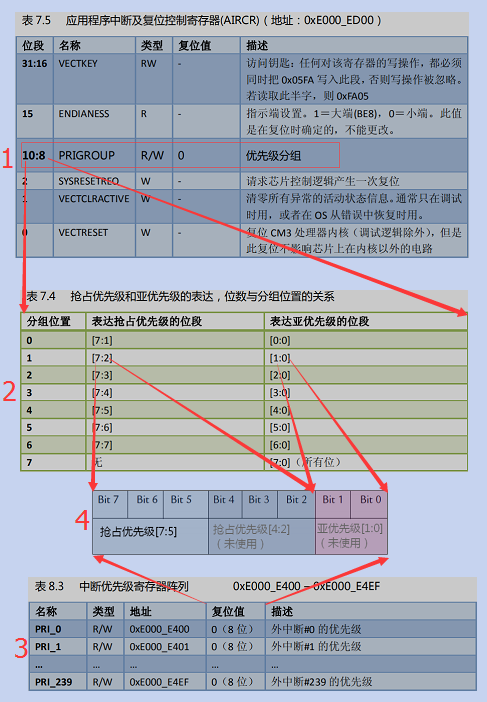 表 7.5 应用程序中断及复位控制寄存器(AIRCR)(地址：0xE000_ED00)
位段 名称 类型 复位值 描述
31:16 VECTKEY RW - 访问钥匙：任何对该寄存器的写操作，都必须
同时把 0x05FA 写入此段，否则写操作被忽略。
若读取此半字，则 0xFA05
15 ENDIANESS R - 指示端设置。1＝大端(BE8)，0＝小端。此值
是在复位时确定的，不能更改。
1
10:8 PRIGROUP R/W 0 优先级分组
2 SYSRESETREQ W - 请求芯片控制逻辑产生一次复位
1 VECTCLRACTIVE W - 清零所有异常的活动状态信息。通常只在调试
时用，或者在 OS 从错误中恢复时用。
0 VECTRESET W - 复位 CM3 处理器内核（调试逻辑除外），但是
此复位不影响芯片上在内核以外的电路
表 7.4 抢占优先级和亚优先级的表达，位数与分组位置的关系
分组位置 表达抢占优先级的位段 表达亚优先级的位段
0 [7:1] [0:0]
1 [7:2] [1:0]
2 [7:3] [2:0]
2
3 [7:4] [3:0]
4 [7:5] [4:0]
5 [7:6] [5:0]
6 [7:7] [6:0]
7 无 [7:0]（所有位）
Bit 7 Bit 6 Bit 5 Bit 4 Bit 3 Bit 2 Bit 1 Bit 0
4
抢占优先级[7:5] 抢占优先级[4:2] 亚优先级[1:0]
（未使用） （未使用）
表 8.3 中断优先级寄存器阵列 0xE000_E400 – 0xE000_E4EF
名称 类型 地址 复位值 描述
PRI_0 R/W 0xE000_E400 0（8 位） 外中断#0 的优先级
3
PRI_1 R/W 0xE000_E401 0（8 位） 外中断#1 的优先级
… … … … …
PRI_239 R/W 0xE000_E4EF 0（8 位） 外中断#239 的优先级